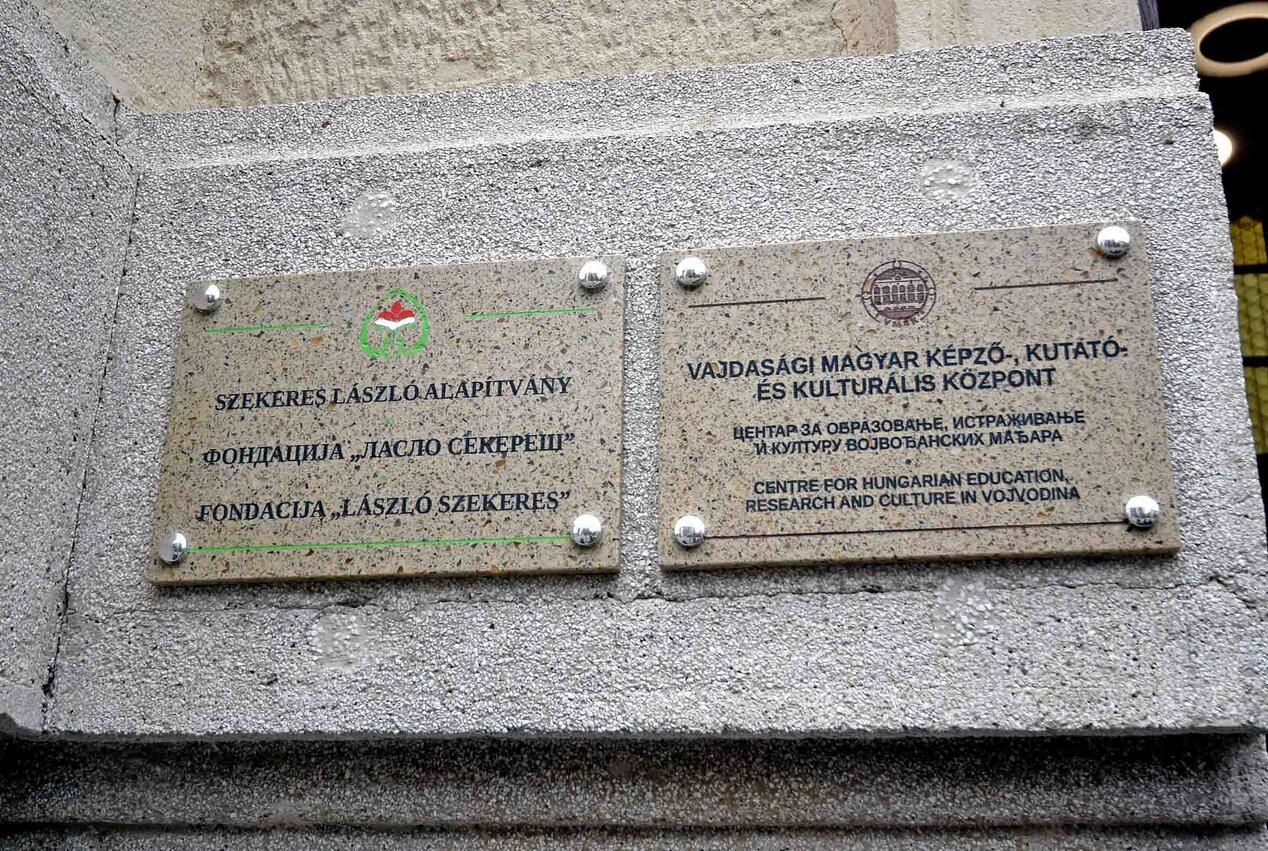 SZEKERES LÁSZLÓ ALAPÍTVÁNY
ФОНДАЦИЈА „ЛАСЛО СЕКЕРЕШ”
FONDACIJA „LÁSZLÓ SZEKERES”
VAJDASÁGI MAGYAR KÉPZŐ-, KUTATÓ-
ÉS KULTURÁLIS KÖZPONT
ЦЕНТАР ЗА ОБРАЗОВАЊЕ, ИСТРАЖИВАЊЕ
И КУЛТУРУ ВОЈВОЂАНСКИХ МАЂАРА
CENTRE FOR HUNGARIAN EDUCATION,
RESEARCH AND CULTURE IN VOJVODINA